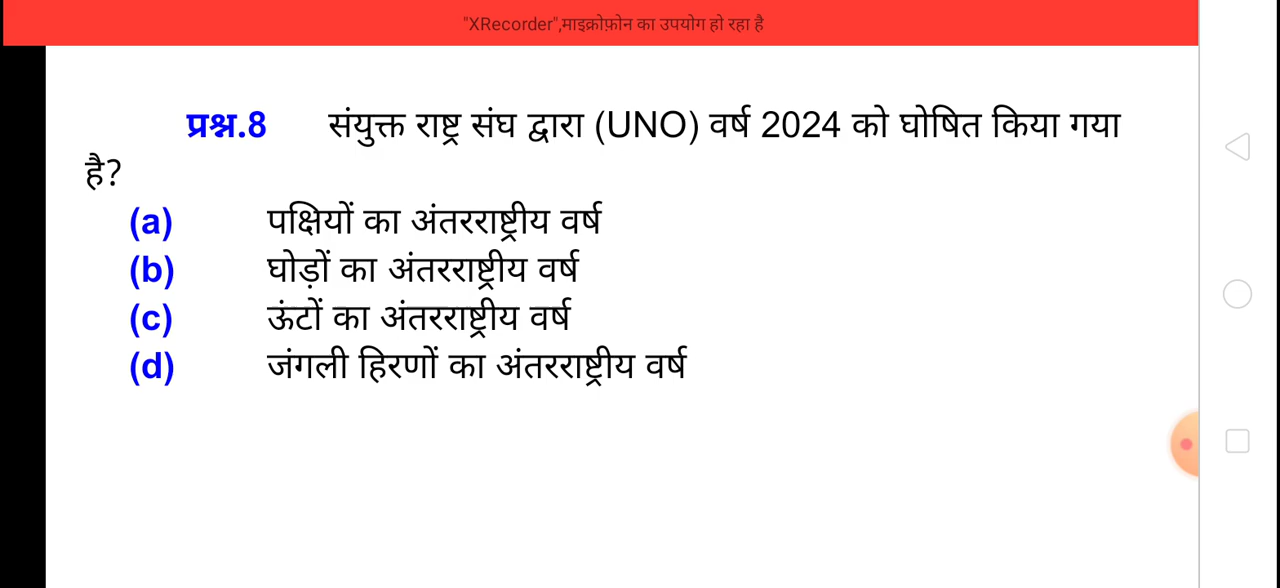 "XRecorder",माइक्रोफ़ोन का उपयोग हो रहा है
प्रश्न.8 संयुक्त राष्ट्र संघ द्वारा (UNO) वर्ष 2024 को घोषित किया गया
है?
(a) पक्षियों का अंतरराष्ट्रीय वर्ष
(b) घोड़ों का अंतरराष्ट्रीय वर्ष
(c) ऊंटों का अंतरराष्ट्रीय वर्ष
(d) जंगली हिरणों का अंतरराष्ट्रीय वर्ष